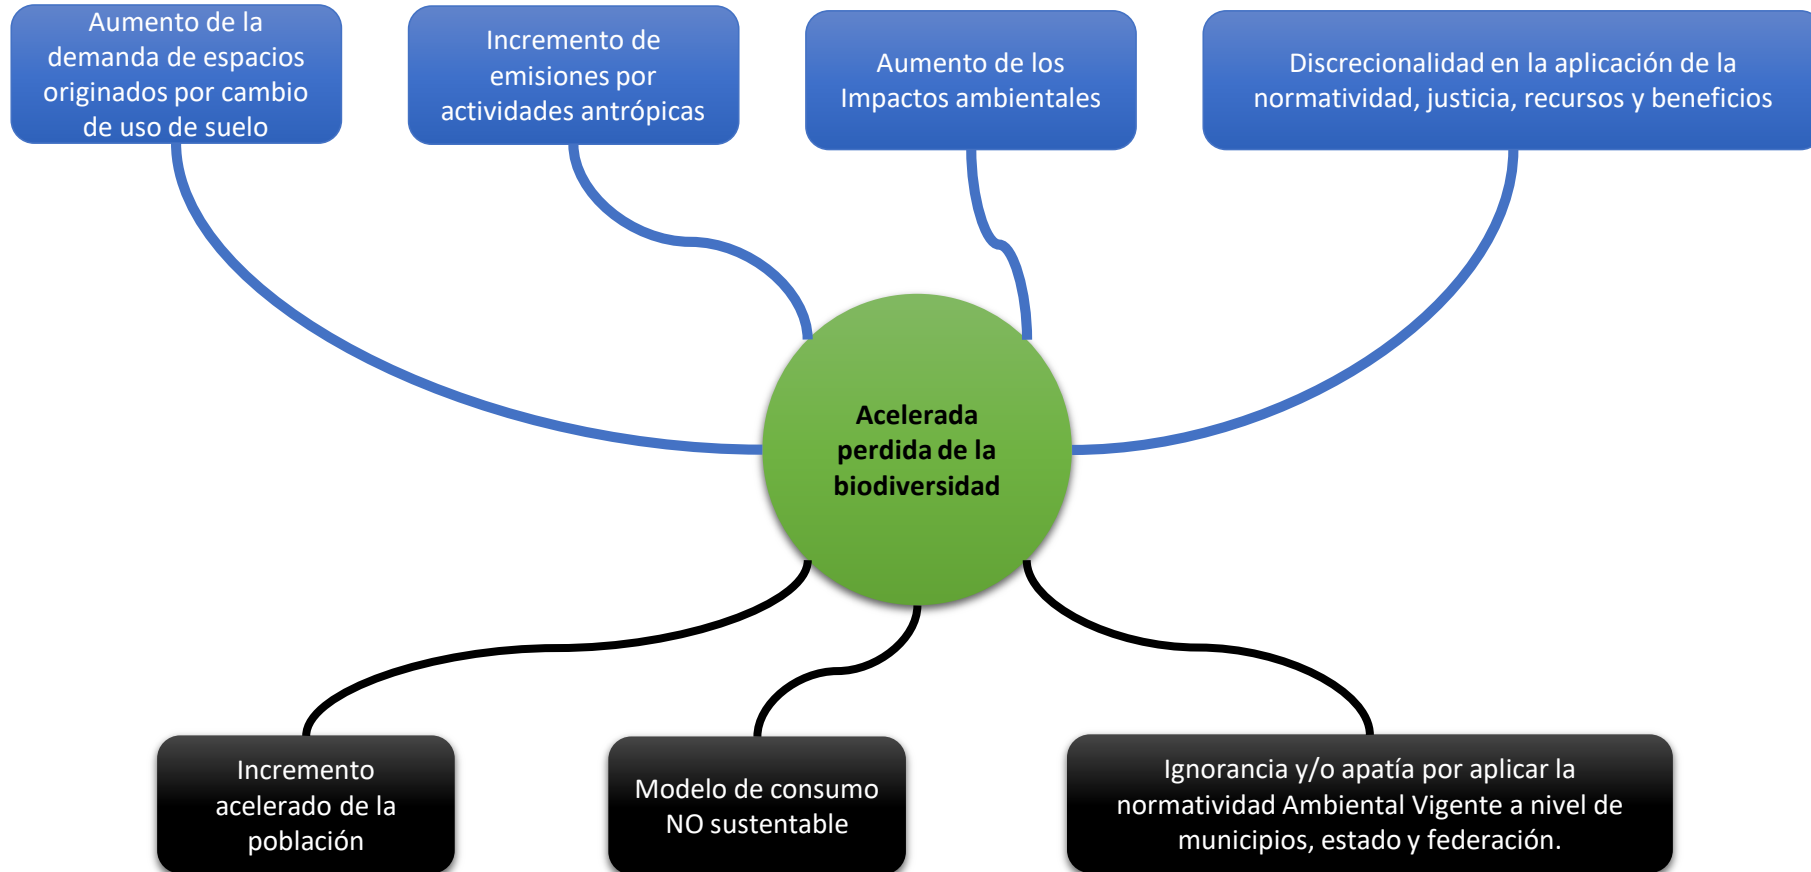 Aumento de la
demanda de espacios
originados por cambio
de uso de suelo
Incremento de
emisiones por
actividades antrópicas
Aumento de los
Impactos ambientales
Discrecionalidad en la aplicación de la
normatividad, justicia, recursos y beneficios
Acelerada
perdida de la
biodiversidad
Incremento
acelerado de la
población
Modelo de consumo
NO sustentable
Ignorancia y/o apatía por aplicar la
normatividad Ambiental Vigente a nivel de
municipios, estado y federación.